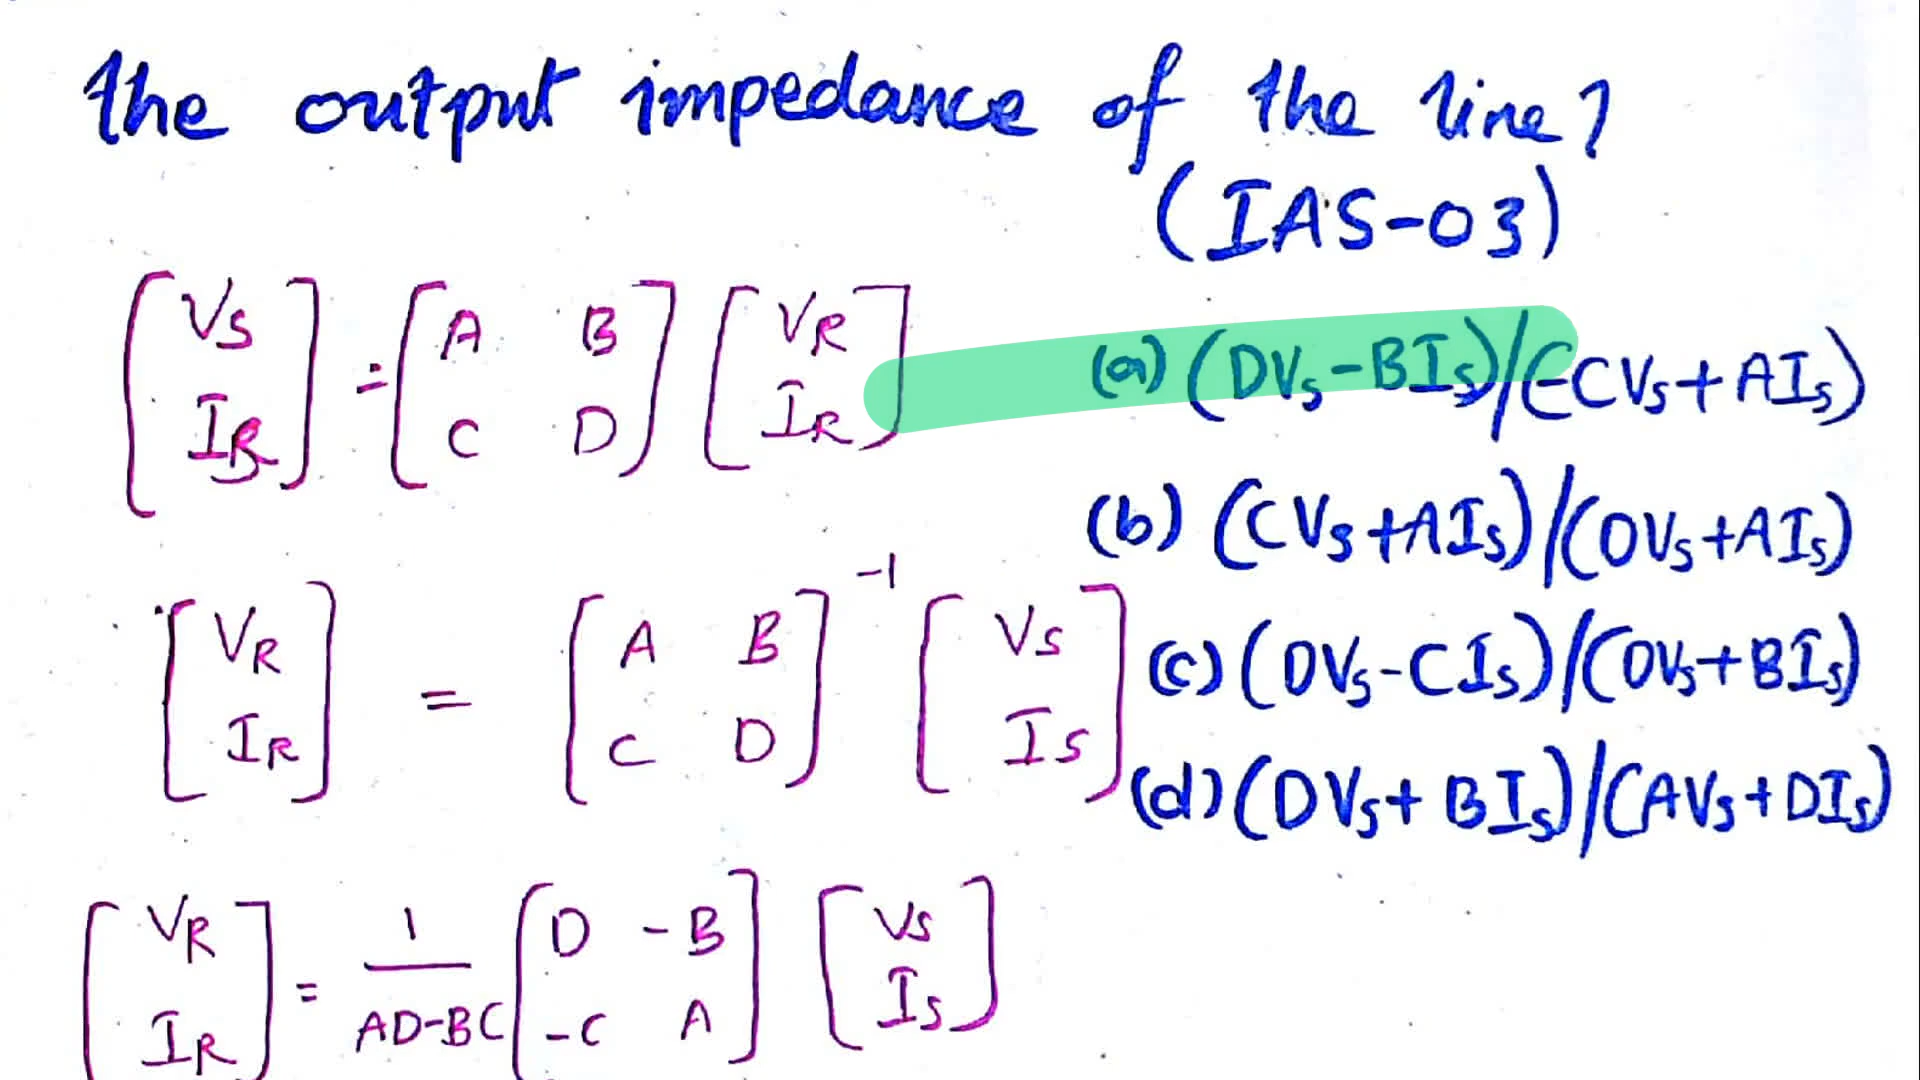 the output impedance of the line?
(IAS-03)
[VS IS] = [A B C D] [VR IR]
(a) (DVs-BIs)/(-CVs+AIs)
(b) (CVs+AIs)/(DVs+AIs)
[VR IR] = [A B C D]^-1 [VS IS]
(c) (DVs-CIs)/(DVs+BIs)
(d) (DVs+BIs)/(AVs+DIs)
[VR IR] = 1/AD-BC [D -B -C A] [VS IS]